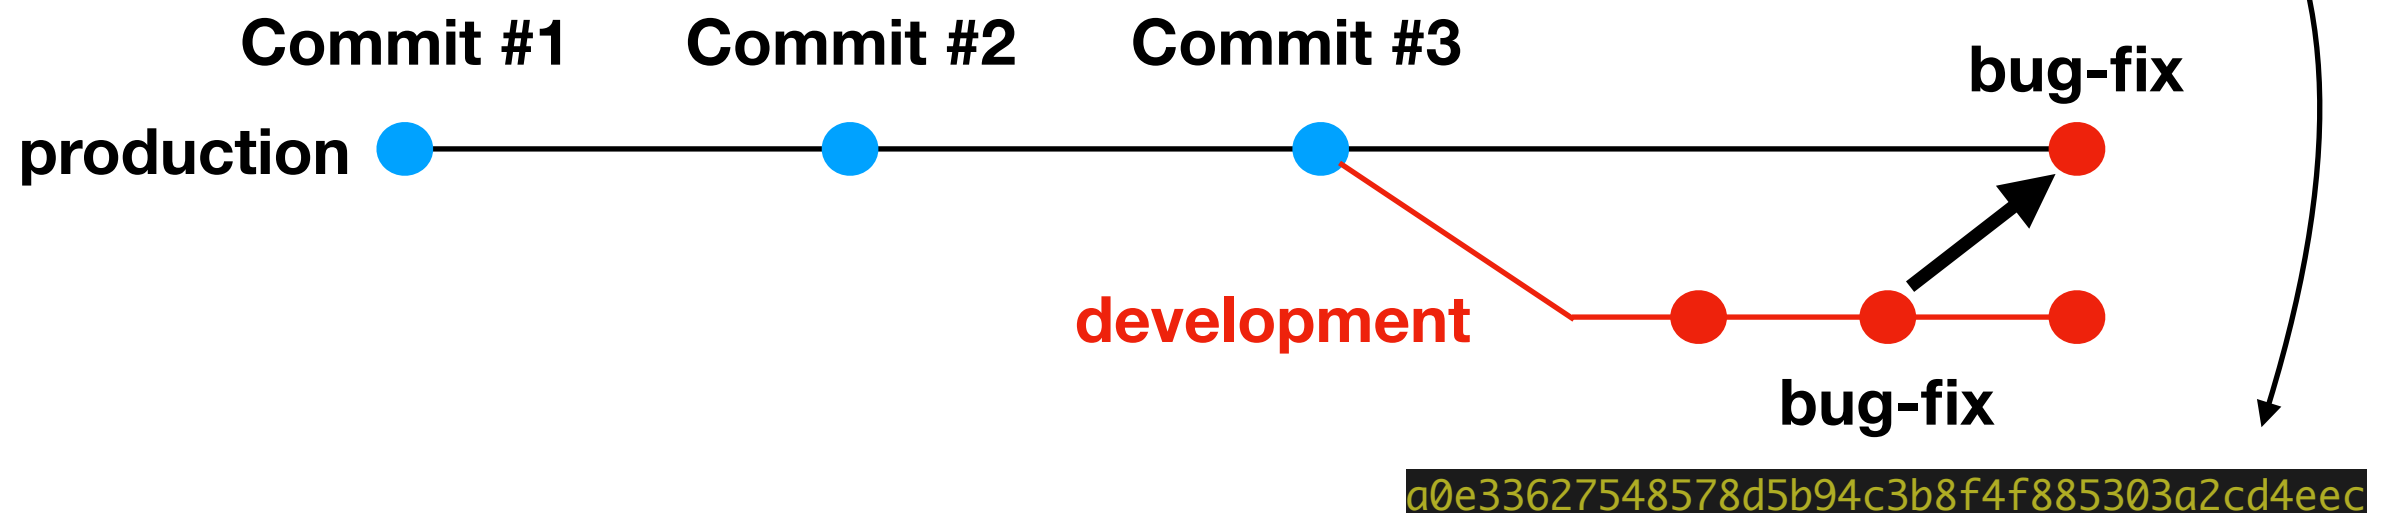 Commit #1 Commit #2 Commit #3
bug-fix
production
development
bug-fix
a0e33627548578d5b94c3b8f4f885303a2cd4eec